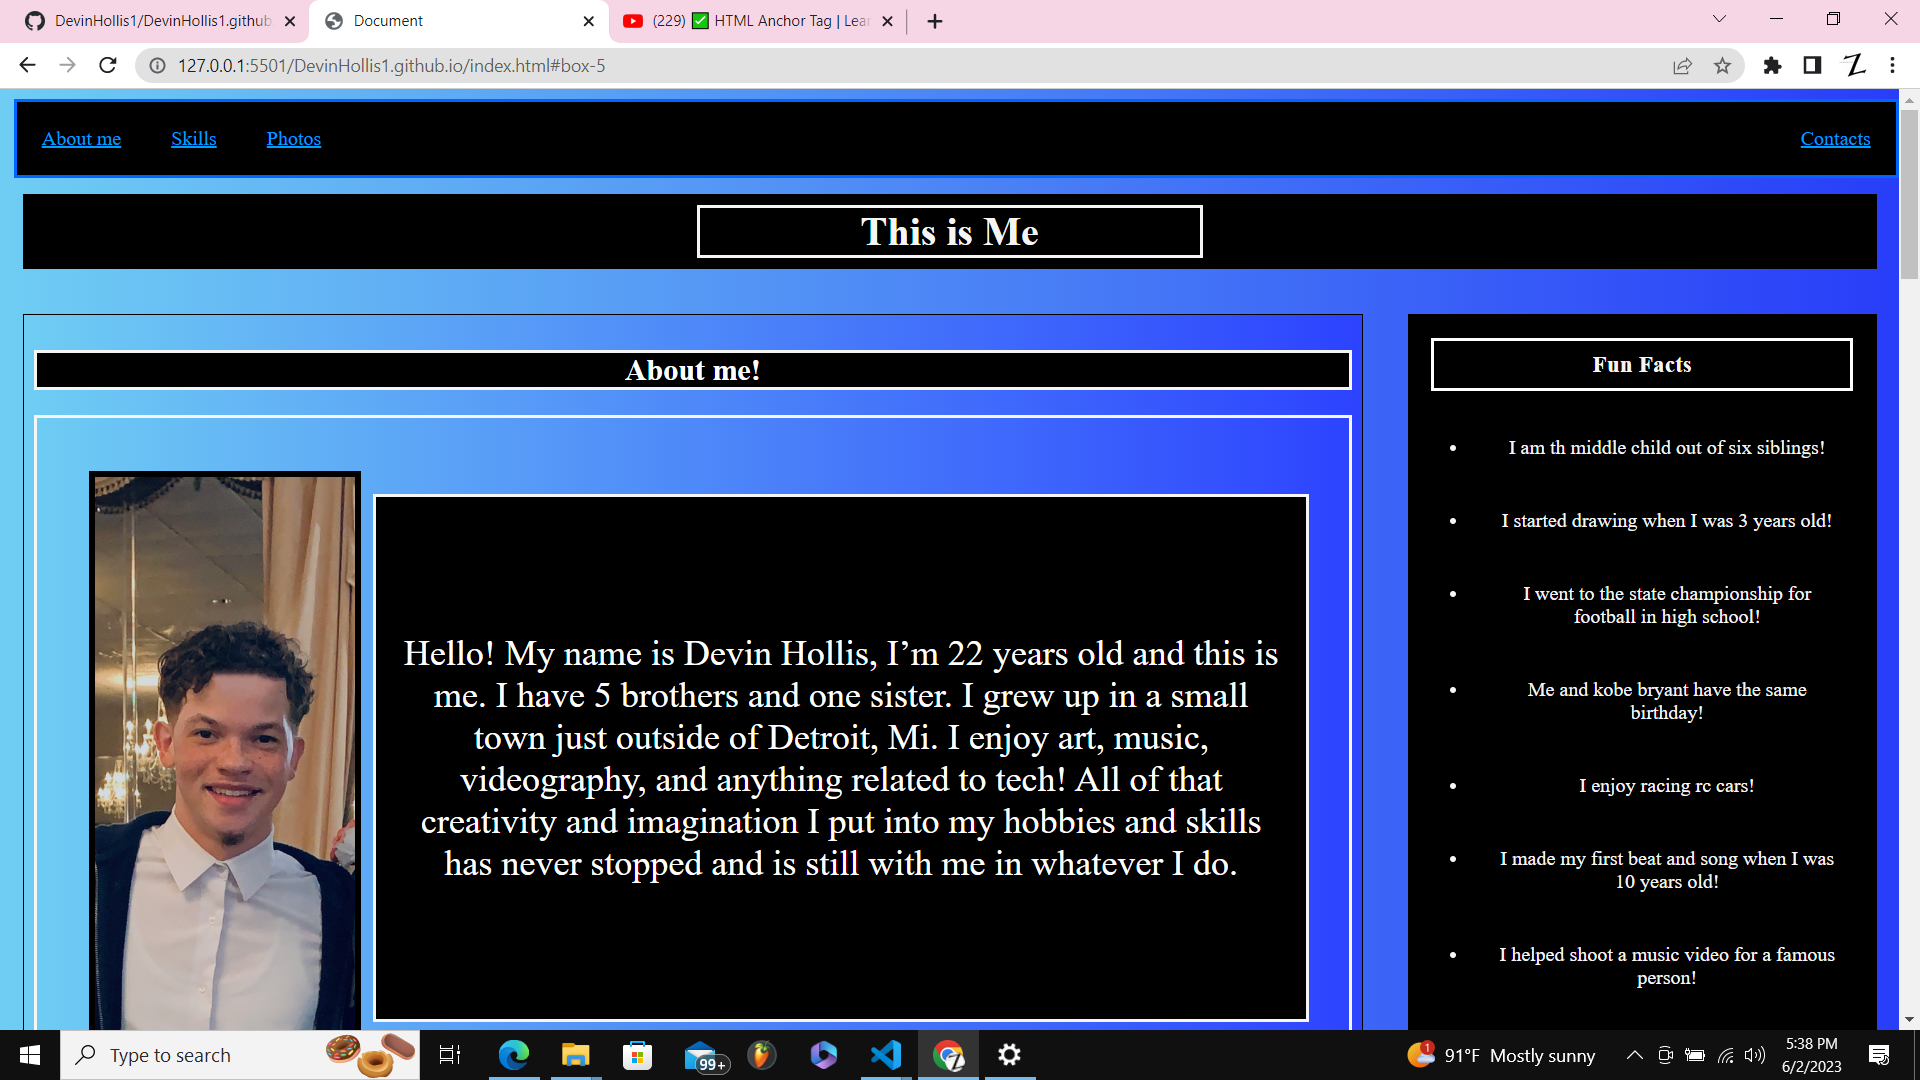 DevinHollis1/DevinHollis1.github
Document
(229) ✅ HTML Anchor Tag | Lear
127.0.0.1:5501/DevinHollis1.github.io/index.html#box-5
About me Skills Photos Contacts
This is Me
About me!
Hello! My name is Devin Hollis, I’m 22 years old and this is
me. I have 5 brothers and one sister. I grew up in a small
town just outside of Detroit, Mi. I enjoy art, music,
videography, and anything related to tech! All of that
creativity and imagination I put into my hobbies and skills
has never stopped and is still with me in whatever I do.
Fun Facts
• I am th middle child out of six siblings!
• I started drawing when I was 3 years old!
• I went to the state championship for
football in high school!
• Me and kobe bryant have the same
birthday!
• I enjoy racing rc cars!
• I made my first beat and song when I was
10 years old!
• I helped shoot a music video for a famous
person!
Type to search
99+
1
91°F Mostly sunny
5:38 PM
6/2/2023